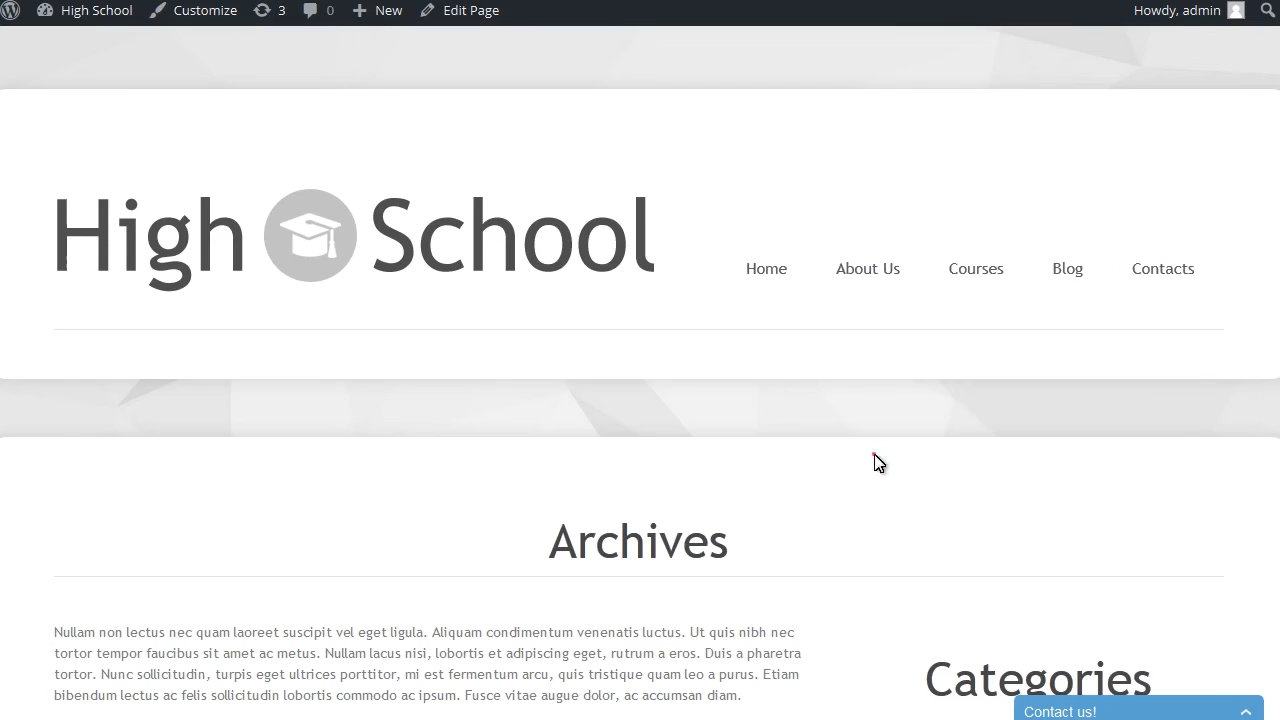 High School Customize 3 0 New Edit Page Howdy, admin
High School
Home About Us Courses Blog Contacts
Archives
Nullam non lectus nec quam laoreet suscipit vel eget ligula. Aliquam condimentum venenatis luctus. Ut quis nibh nec
tortor tempor faucibus sit amet ac metus. Nullam lacus nisi, lobortis et adipiscing eget, rutrum a eros. Duis a pharetra
tortor. Nunc sollicitudin, turpis eget ultrices porttitor, mi est fermentum arcu, quis tristique quam leo a purus. Etiam
bibendum lectus ac felis sollicitudin lobortis commodo ac ipsum. Fusce vitae augue dolor, ac accumsan diam.
Categories
Contact us!